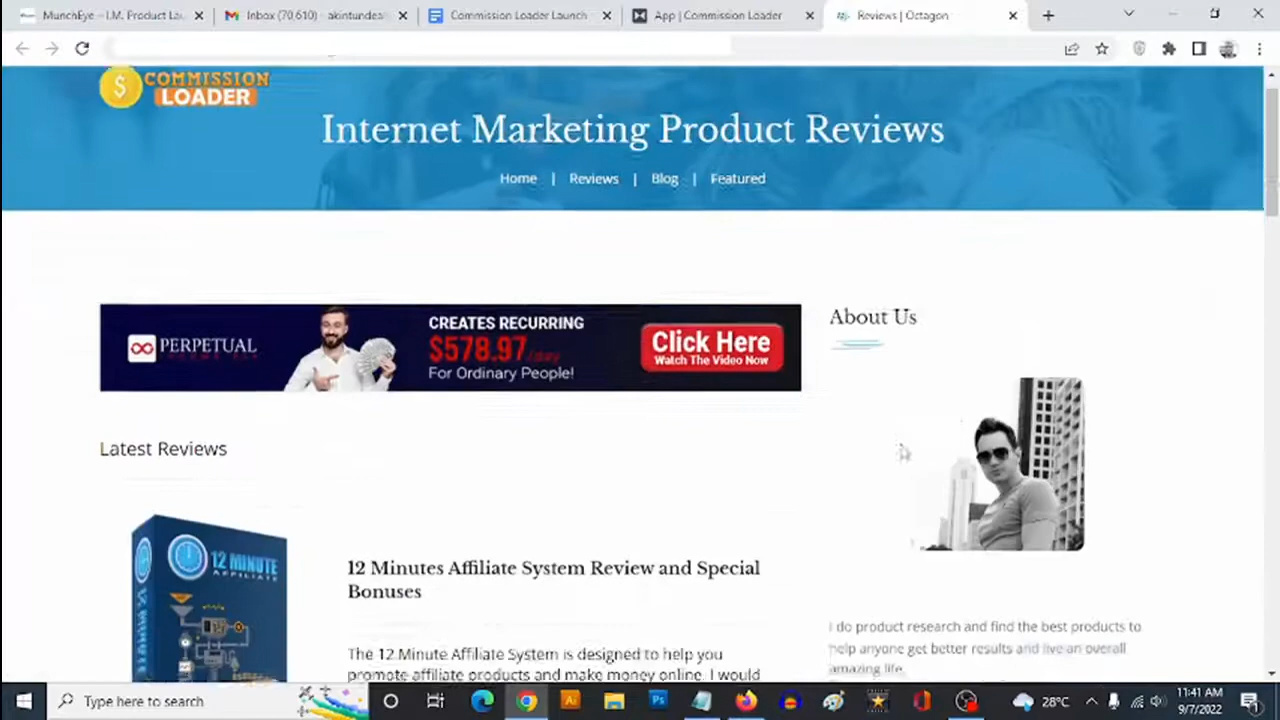 MunchEye – I.M. Product Lau
Inbox (70,610) - akintundear
Commission Loader Launch
App | Commission Loader
Reviews | Octagon
COMMISSION
LOADER
Internet Marketing Product Reviews
Home | Reviews | Blog | Featured
PERPETUAL
CREATES RECURRING
$578.97
For Ordinary People!
Click Here
Watch The Video Now
About Us
Latest Reviews
12 MINUTE
AFFILIATE
12 Minutes Affiliate System Review and Special
Bonuses
The 12 Minute Affiliate System is designed to help you
promote affiliate products and make money online. I would
I do product research and find the best products to
help anyone get better results and live an overall
amazing life.
Type here to search
28°C
11:41 AM
9/7/2022